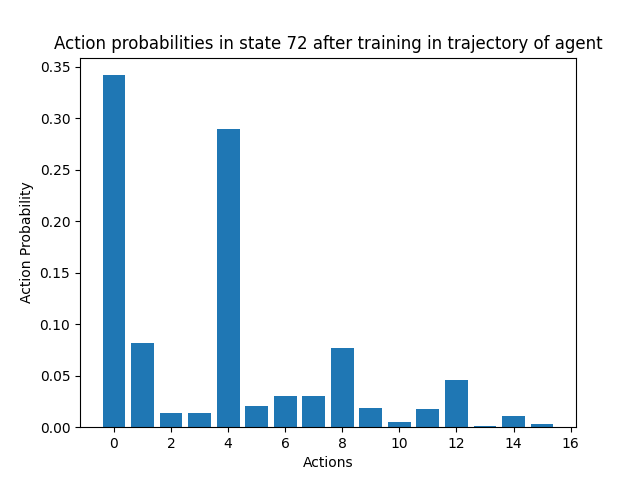 Action probabilities in state 72 after training in trajectory of agent
0.35
0.30
0.25
0.20
0.15
0.10
0.05
0.00
Action Probability
0 2 4 6 8 10 12 14 16
Actions